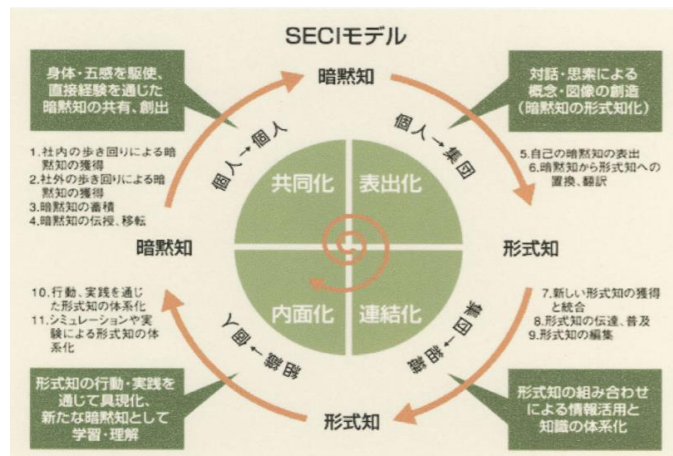 SECIモデル
暗黙知
身体・五感を駆使、
直接経験を通じた
暗黙知の共有、創出
対話・思索による
概念・図像の創造
(暗黙知の形式知化)
個人→個人
個人→集団
1.社内の歩き回りによる暗
黙知の獲得
2.社外の歩き回りによる暗
黙知の獲得
3.暗黙知の蓄積
4.暗黙知の伝授、移転
5.自己の暗黙知の表出
6.暗黙知から形式知への
置換、翻訳
共同化
表出化
暗黙知
形式知
内面化
連結化
10.行動、実践を通じ
た形式知の体系化
11.シミュレーションや実
験による形式知の体
系化
7.新しい形式知の獲得
と統合
8.形式知の伝達、普及
9.形式知の編集
組織→個人
集団→組織
形式知の行動・実践を
通じて具現化、
新たな暗黙知として
学習・理解
形式知
形式知の組み合わせ
による情報活用と
知識の体系化